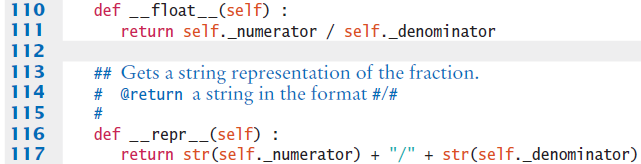 110 def __float__(self) :
111 return self._numerator / self._denominator
112
113 ## Gets a string representation of the fraction.
114 # @return a string in the format #/#
115 #
116 def __repr__(self) :
117 return str(self._numerator) + "/" + str(self._denominator)